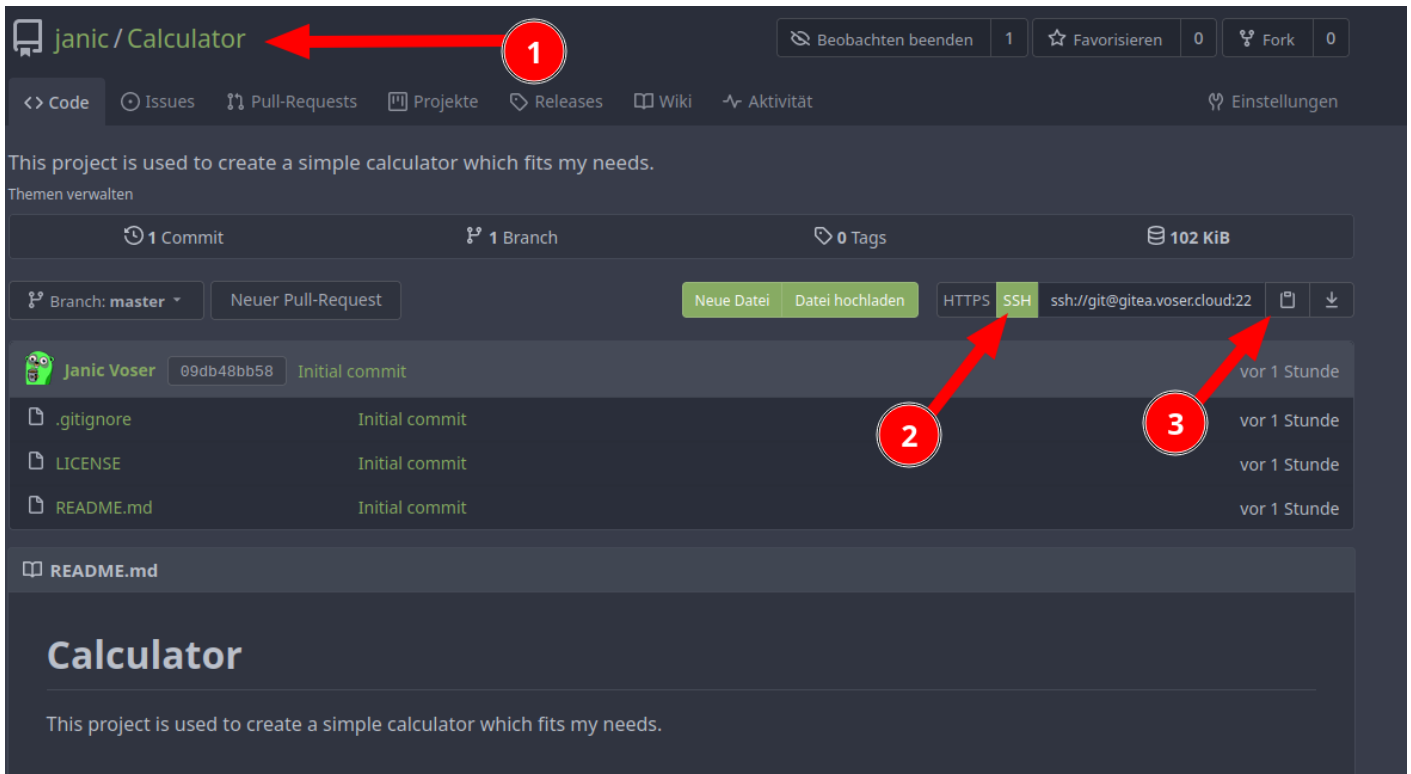 janic / Calculator
1
Beobachten beenden 1 Favorisieren 0 Fork 0
Code Issues Pull-Requests Projekte Releases Wiki Aktivität Einstellungen
This project is used to create a simple calculator which fits my needs.
Themen verwalten
1 Commit 1 Branch 0 Tags 102 KiB
Branch: master Neuer Pull-Request Neue Datei Datei hochladen HTTPS SSH ssh://git@gitea.voser.cloud:22
Janic Voser 09db48bb58 Initial commit vor 1 Stunde
.gitignore Initial commit vor 1 Stunde
2
3
LICENSE Initial commit vor 1 Stunde
README.md Initial commit vor 1 Stunde
README.md
Calculator
This project is used to create a simple calculator which fits my needs.